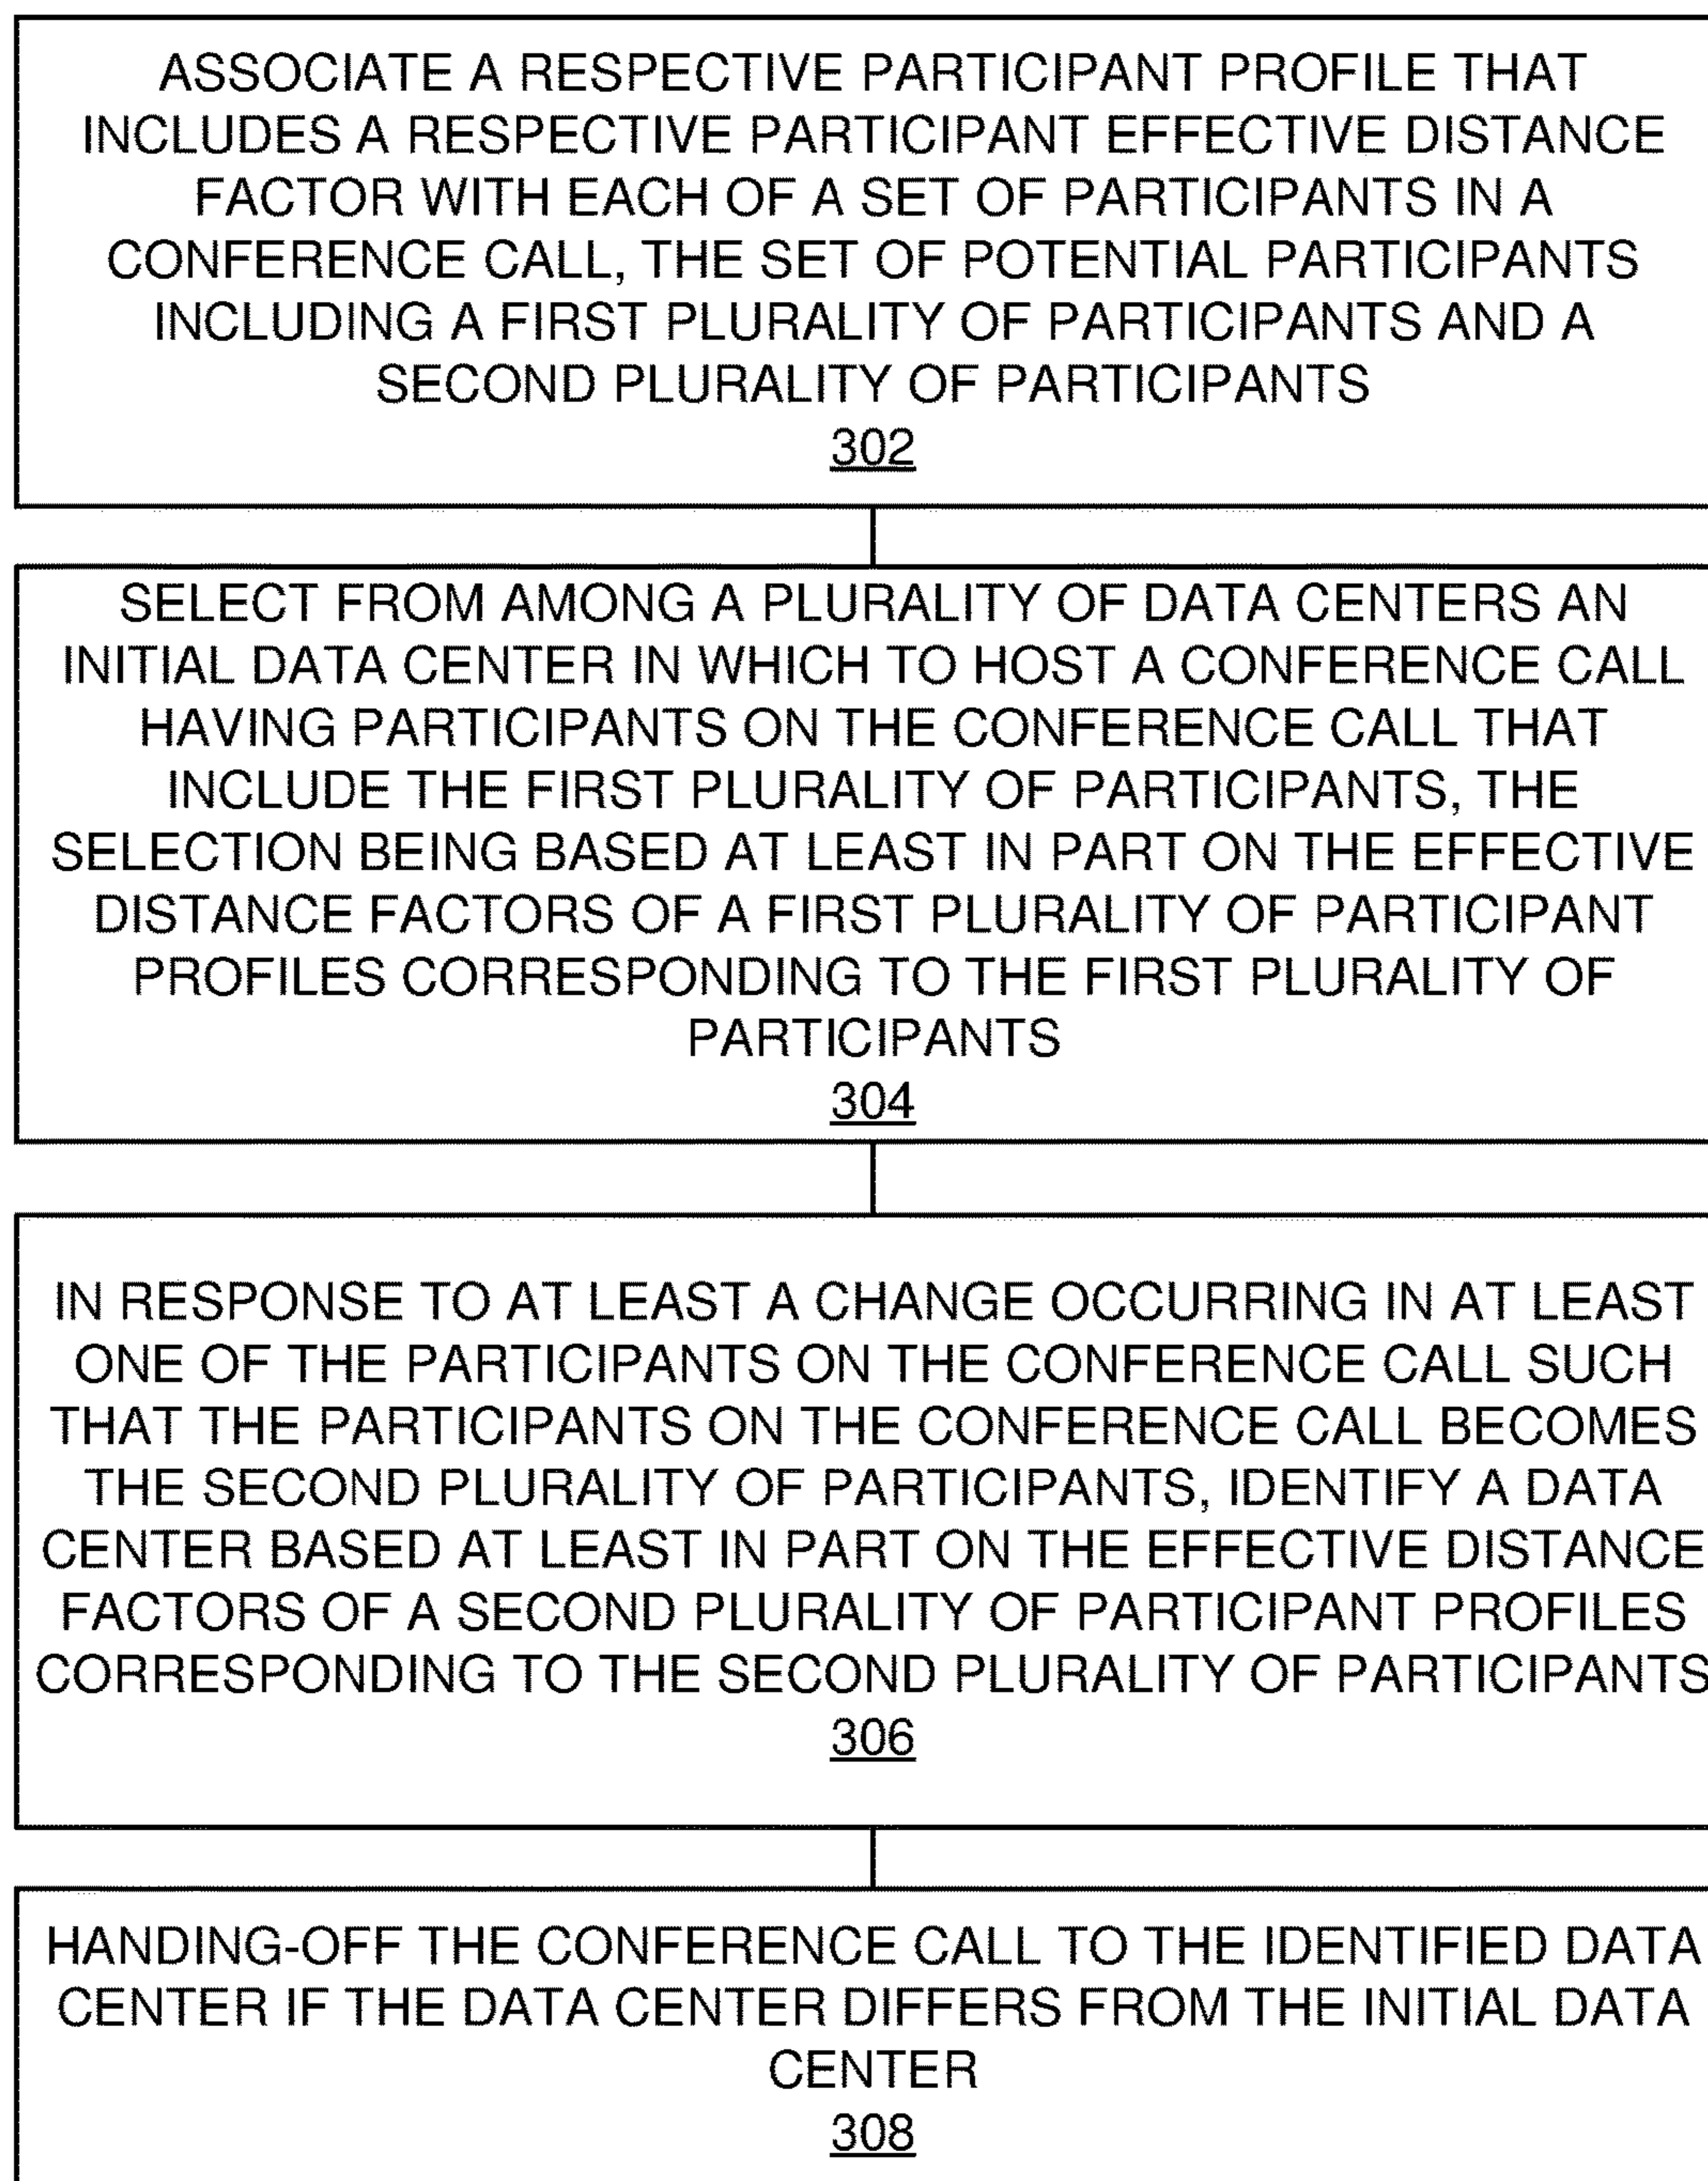 ASSOCIATE A RESPECTIVE PARTICIPANT PROFILE THAT
INCLUDES A RESPECTIVE PARTICIPANT EFFECTIVE DISTANCE
FACTOR WITH EACH OF A SET OF PARTICIPANTS IN A
CONFERENCE CALL, THE SET OF POTENTIAL PARTICIPANTS
INCLUDING A FIRST PLURALITY OF PARTICIPANTS AND A
SECOND PLURALITY OF PARTICIPANTS
302
SELECT FROM AMONG A PLURALITY OF DATA CENTERS AN
INITIAL DATA CENTER IN WHICH TO HOST A CONFERENCE CALL
HAVING PARTICIPANTS ON THE CONFERENCE CALL THAT
INCLUDE THE FIRST PLURALITY OF PARTICIPANTS, THE
SELECTION BEING BASED AT LEAST IN PART ON THE EFFECTIVE
DISTANCE FACTORS OF A FIRST PLURALITY OF PARTICIPANT
PROFILES CORRESPONDING TO THE FIRST PLURALITY OF
PARTICIPANTS
304
IN RESPONSE TO AT LEAST A CHANGE OCCURRING IN AT LEAST
ONE OF THE PARTICIPANTS ON THE CONFERENCE CALL SUCH
THAT THE PARTICIPANTS ON THE CONFERENCE CALL BECOMES
THE SECOND PLURALITY OF PARTICIPANTS, IDENTIFY A DATA
CENTER BASED AT LEAST IN PART ON THE EFFECTIVE DISTANCE
FACTORS OF A SECOND PLURALITY OF PARTICIPANT PROFILES
CORRESPONDING TO THE SECOND PLURALITY OF PARTICIPANTS
306
HANDING-OFF THE CONFERENCE CALL TO THE IDENTIFIED DATA
CENTER IF THE DATA CENTER DIFFERS FROM THE INITIAL DATA
CENTER
308